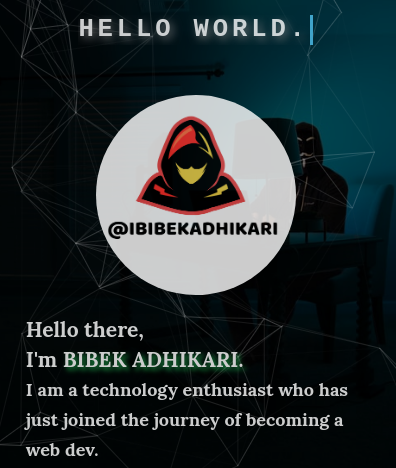 HELLO WORLD.
@IBIBEKADHIKARI
Hello there,
I'm BIBEK ADHIKARI.
I am a technology enthusiast who has
just joined the journey of becoming a
web dev.